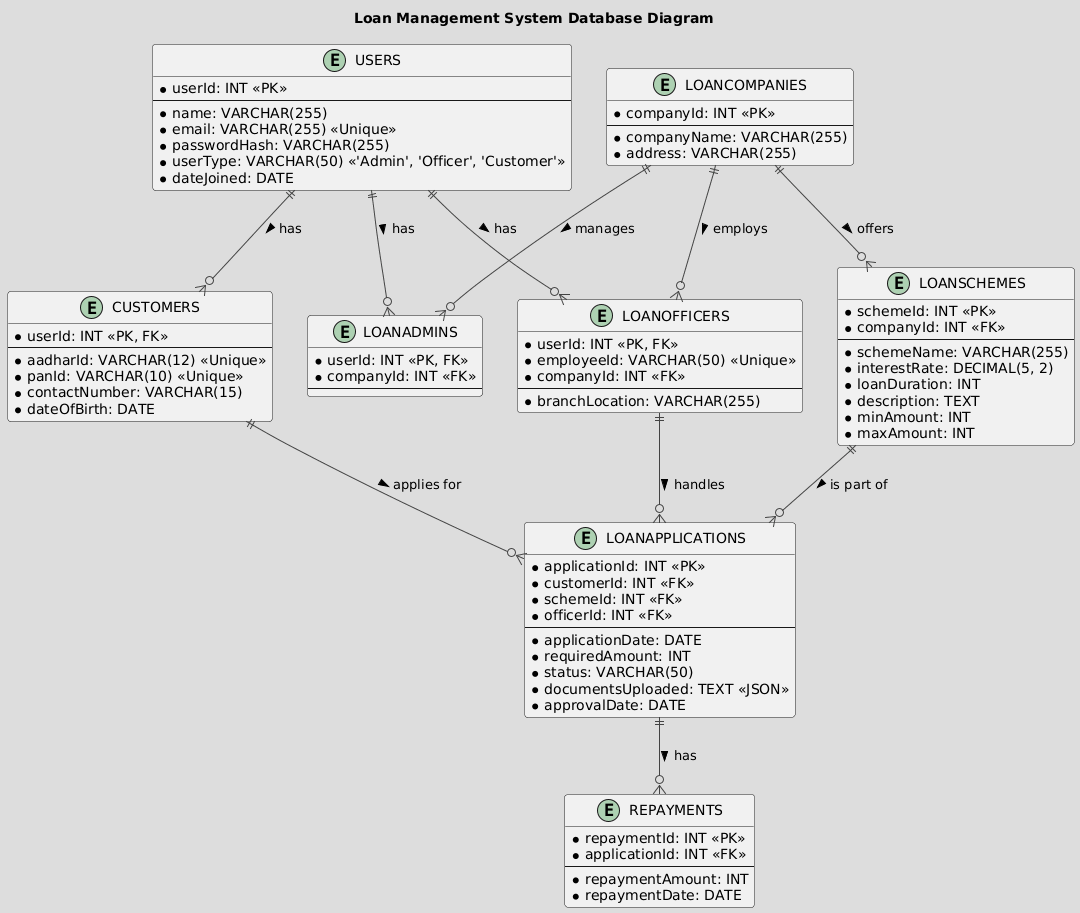 Loan Management System Database Diagram
E USERS
userId: INT «PK»
name: VARCHAR(255)
email: VARCHAR(255) «Unique»
passwordHash: VARCHAR(255)
userType: VARCHAR(50) «'Admin', 'Officer', 'Customer'»
dateJoined: DATE
E LOANCOMPANIES
companyId: INT «PK»
companyName: VARCHAR(255)
address: VARCHAR(255)
has
has
has
manages
employs
offers
E CUSTOMERS
userId: INT «PK, FK»
aadharId: VARCHAR(12) «Unique»
panId: VARCHAR(10) «Unique»
contactNumber: VARCHAR(15)
dateOfBirth: DATE
E LOANADMINS
userId: INT «PK, FK»
companyId: INT «FK»
E LOANOFFICERS
userId: INT «PK, FK»
employeeId: VARCHAR(50) «Unique»
companyId: INT «FK»
branchLocation: VARCHAR(255)
E LOANSCHEMES
schemeId: INT «PK»
companyId: INT «FK»
schemeName: VARCHAR(255)
interestRate: DECIMAL(5, 2)
loanDuration: INT
description: TEXT
minAmount: INT
maxAmount: INT
applies for
handles
is part of
E LOANAPPLICATIONS
applicationId: INT «PK»
customerId: INT «FK»
schemeId: INT «FK»
officerId: INT «FK»
applicationDate: DATE
requiredAmount: INT
status: VARCHAR(50)
documentsUploaded: TEXT «JSON»
approvalDate: DATE
has
E REPAYMENTS
repaymentId: INT «PK»
applicationId: INT «FK»
repaymentAmount: INT
repaymentDate: DATE